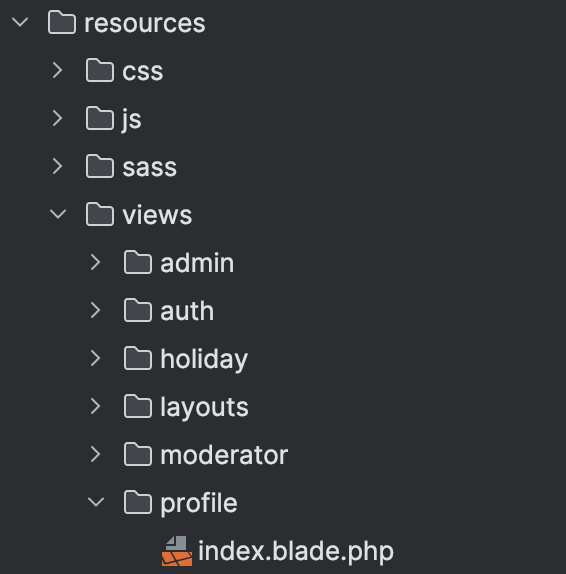 resources
css
js
sass
views
admin
auth
holiday
layouts
moderator
profile
index.blade.php